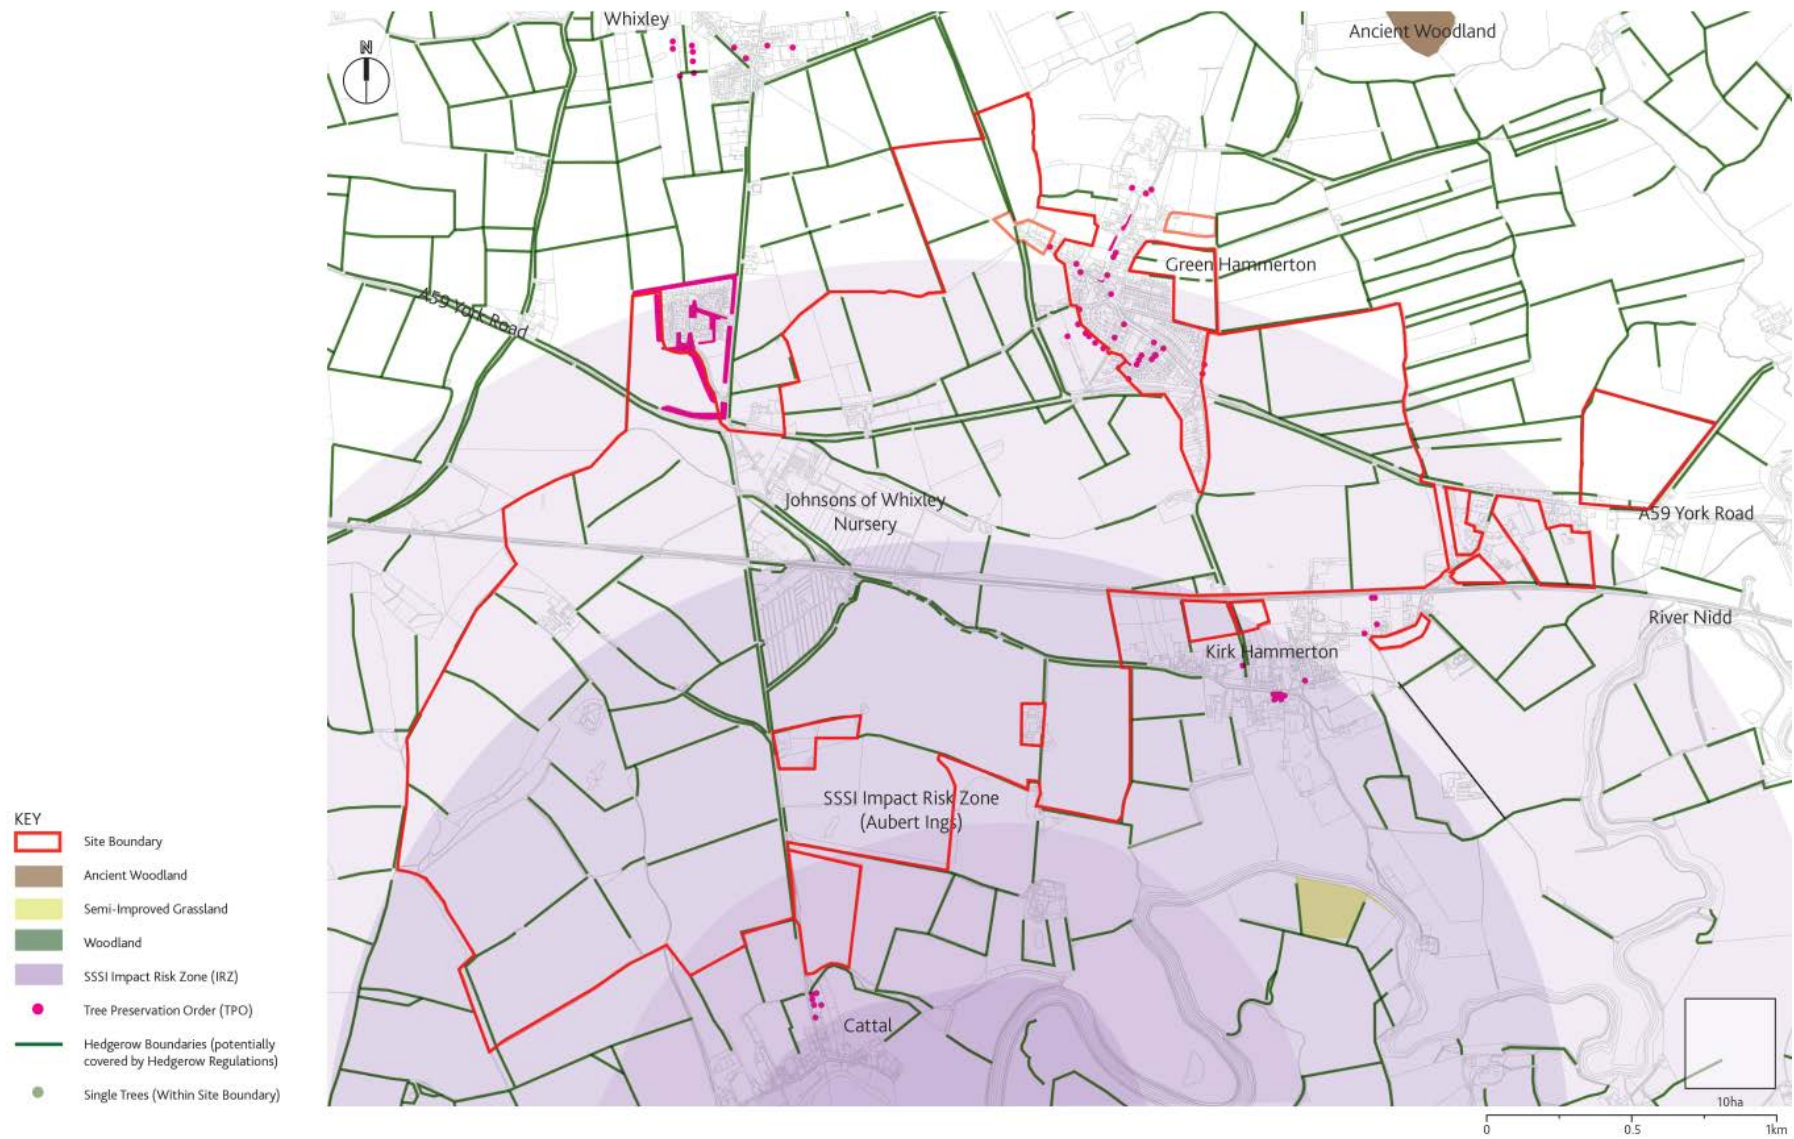 Whixley
Ancient Woodland
N
Green Hammerton
A59 York Road
Johnsons of Whixley
Nursery
A59 York Road
River Nidd
Kirk Hammerton
SSSI Impact Risk Zone
(Aubert Ings)
Cattal
KEY
Site Boundary
Ancient Woodland
Semi-Improved Grassland
Woodland
SSSI Impact Risk Zone (IRZ)
Tree Preservation Order (TPO)
Hedgerow Boundaries (potentially
covered by Hedgerow Regulations)
Single Trees (Within Site Boundary)
10ha
0 0.5 1km